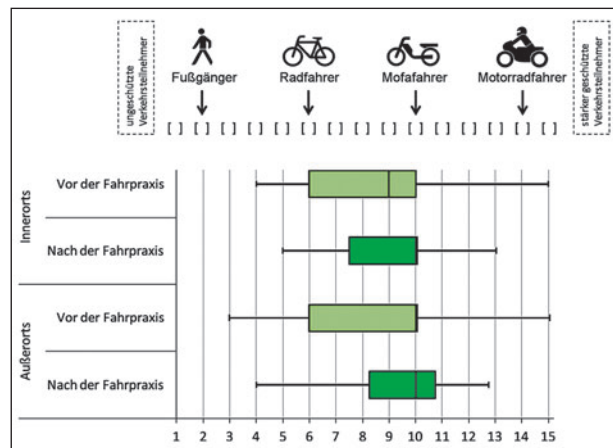 ungeschützte
Verkehrsteilnehmer
Fußgänger
Radfahrer
Mofafahrer
Motorradfahrer
stärker geschützte
Verkehrsteilnehmer
[ ] [ ] [ ] [ ] [ ] [ ] [ ] [ ] [ ] [ ] [ ] [ ] [ ] [ ] [ ]
Innerorts
Vor der Fahrpraxis
Nach der Fahrpraxis
Außerorts
Vor der Fahrpraxis
Nach der Fahrpraxis
1 2 3 4 5 6 7 8 9 10 11 12 13 14 15